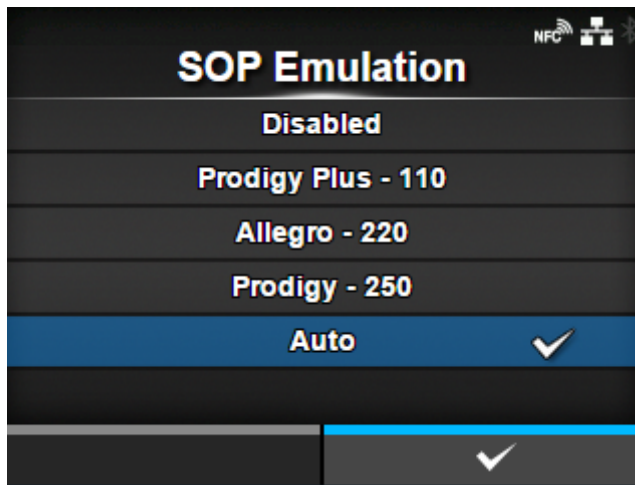 NFC
SOP Emulation
Disabled
Prodigy Plus - 110
Allegro - 220
Prodigy - 250
Auto